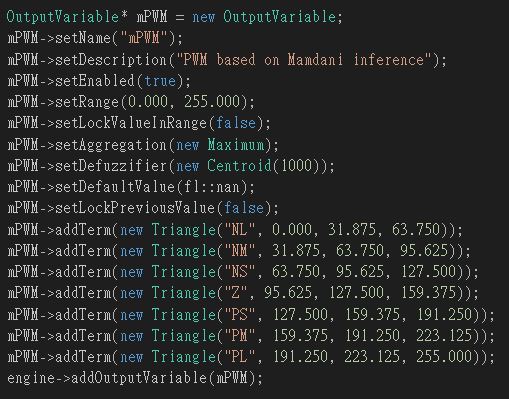 OutputVariable* mPWM = new OutputVariable;
mPWM->setName("mPWM");
mPWM->setDescription("PWM based on Mamdani inference");
mPWM->setEnabled(true);
mPWM->setRange(0.000, 255.000);
mPWM->setLockValueInRange(false);
mPWM->setAggregation(new Maximum);
mPWM->setDefuzzifier(new Centroid(1000));
mPWM->setDefaultValue(fl::nan);
mPWM->setLockPreviousValue(false);
mPWM->addTerm(new Triangle("NL", 0.000, 31.875, 63.750));
mPWM->addTerm(new Triangle("NM", 31.875, 63.750, 95.625));
mPWM->addTerm(new Triangle("NS", 63.750, 95.625, 127.500));
mPWM->addTerm(new Triangle("Z", 95.625, 127.500, 159.375));
mPWM->addTerm(new Triangle("PS", 127.500, 159.375, 191.250));
mPWM->addTerm(new Triangle("PM", 159.375, 191.250, 223.125));
mPWM->addTerm(new Triangle("PL", 191.250, 223.125, 255.000));
engine->addOutputVariable(mPWM);